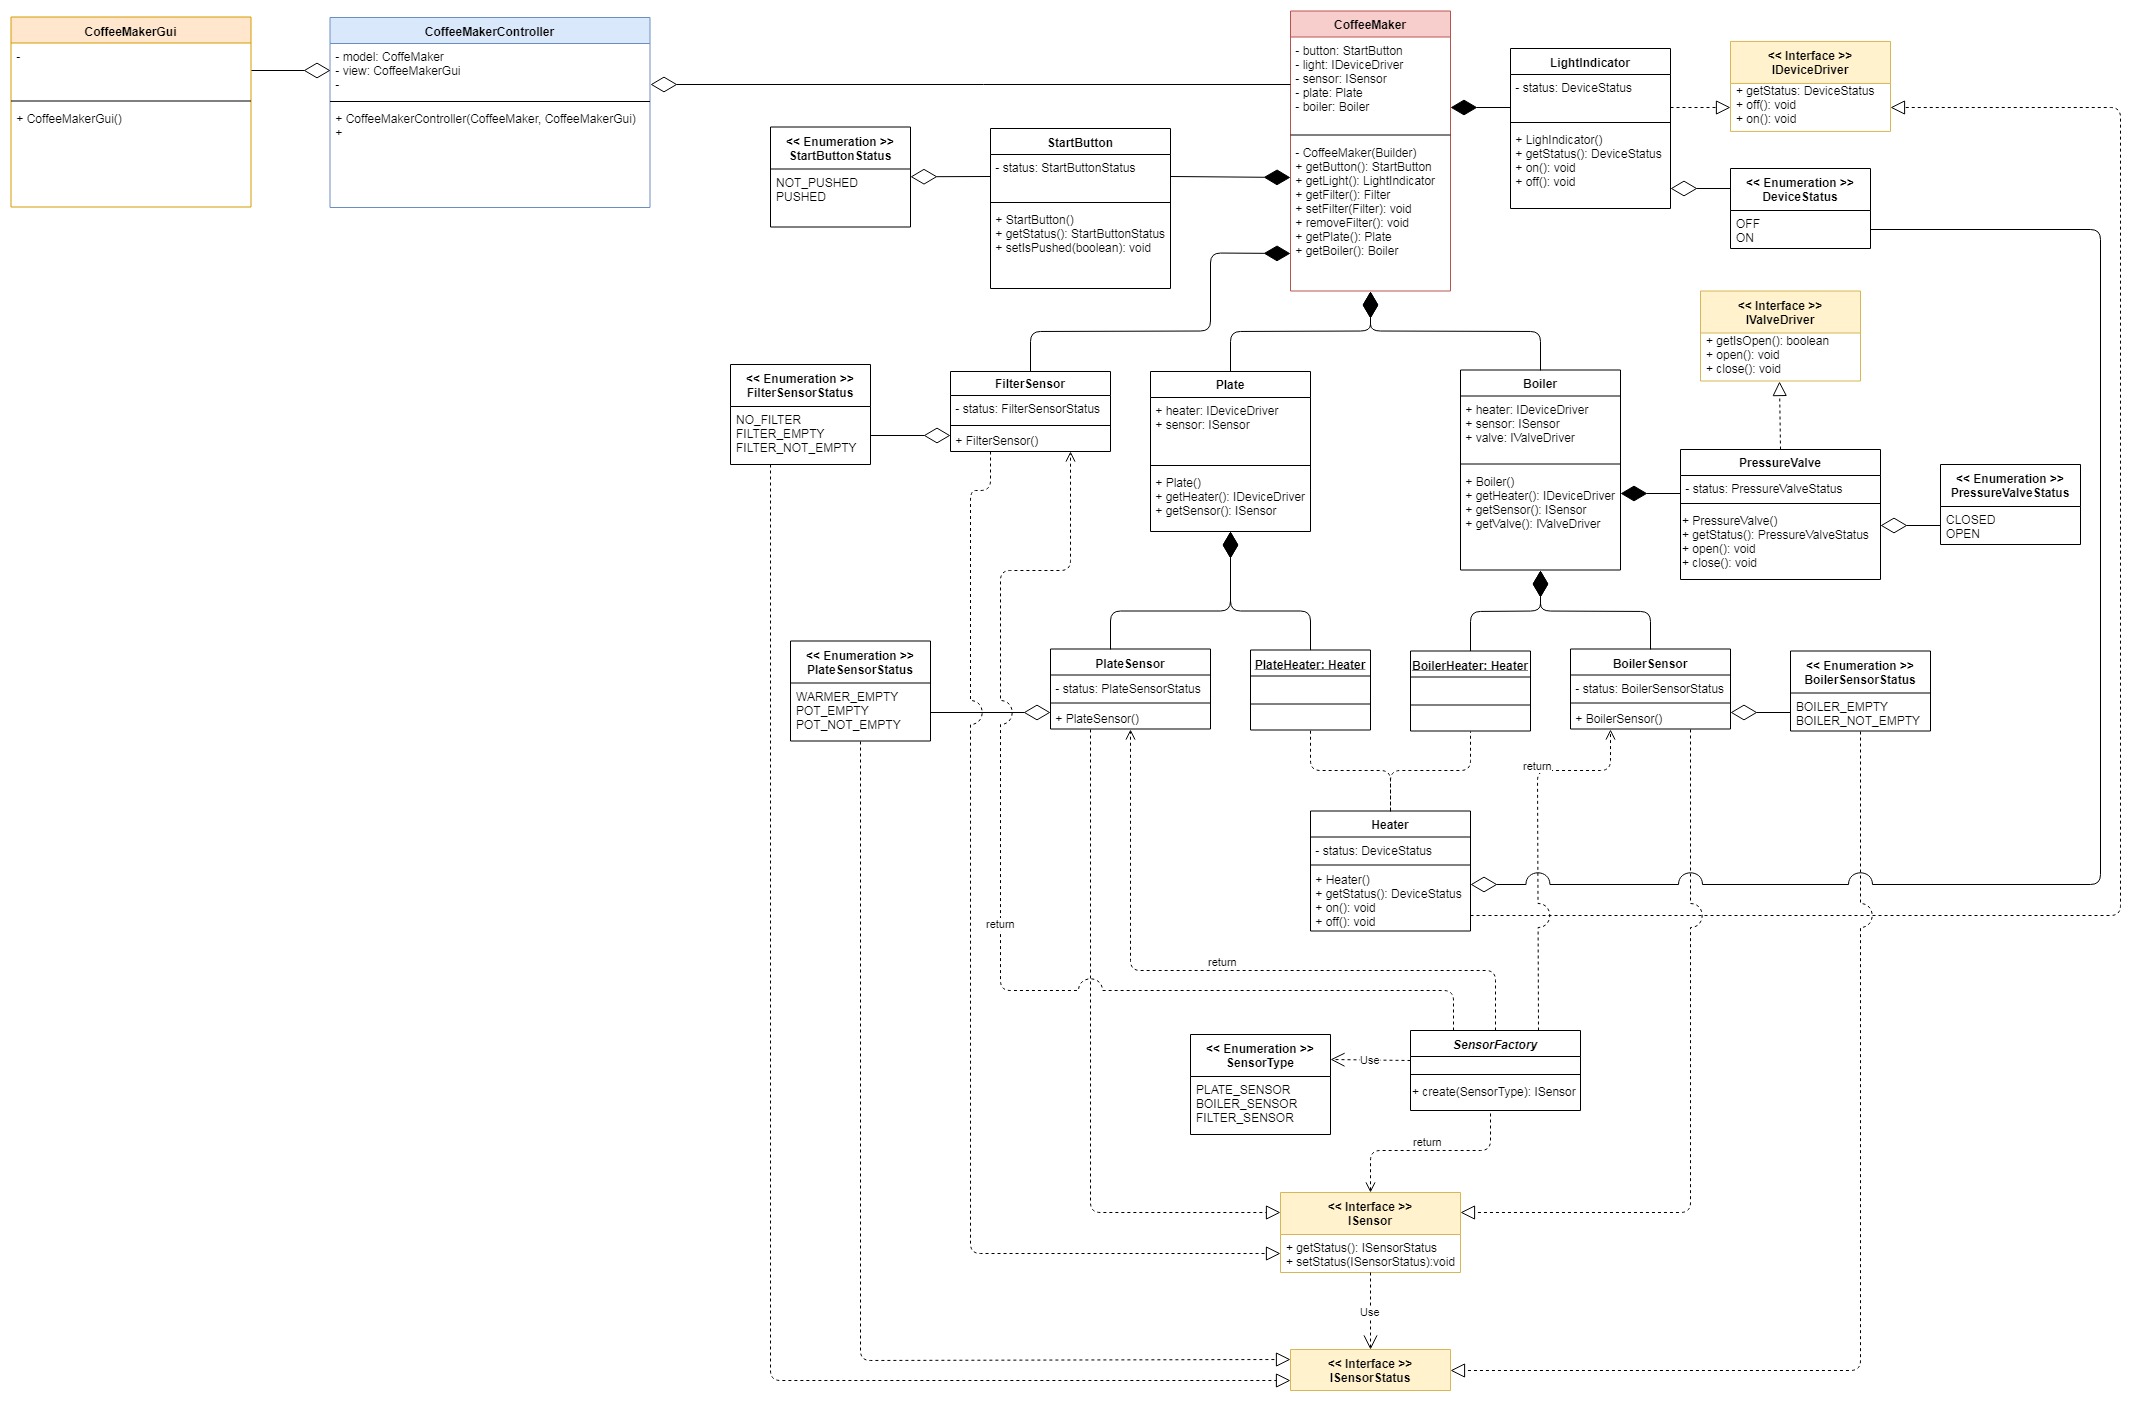 CoffeeMakerGui
-
+ CoffeeMakerGui()
CoffeeMakerController
- model: CoffeMaker
- view: CoffeeMakerGui
-
+ CoffeeMakerController(CoffeeMaker, CoffeeMakerGui)
+
CoffeeMaker
- button: StartButton
- light: IDeviceDriver
- sensor: ISensor
- plate: Plate
- boiler: Boiler
- CoffeeMaker(Builder)
+ getButton(): StartButton
+ getLight(): LightIndicator
+ getFilter(): Filter
+ setFilter(Filter): void
+ removeFilter(): void
+ getPlate(): Plate
+ getBoiler(): Boiler
LightIndicator
- status: DeviceStatus
+ LighIndicator()
+ getStatus(): DeviceStatus
+ on(): void
+ off(): void
<< Interface >>
IDeviceDriver
+ getStatus: DeviceStatus
+ off(): void
+ on(): void
<< Enumeration >>
StartButtonStatus
NOT_PUSHED
PUSHED
StartButton
- status: StartButtonStatus
+ StartButton()
+ getStatus(): StartButtonStatus
+ setIsPushed(boolean): void
<< Enumeration >>
DeviceStatus
OFF
ON
<< Interface >>
IValveDriver
+ getIsOpen(): boolean
+ open(): void
+ close(): void
<< Enumeration >>
FilterSensorStatus
NO_FILTER
FILTER_EMPTY
FILTER_NOT_EMPTY
FilterSensor
- status: FilterSensorStatus
+ FilterSensor()
Plate
+ heater: IDeviceDriver
+ sensor: ISensor
+ Plate()
+ getHeater(): IDeviceDriver
+ getSensor(): ISensor
Boiler
+ heater: IDeviceDriver
+ sensor: ISensor
+ valve: IValveDriver
+ Boiler()
+ getHeater(): IDeviceDriver
+ getSensor(): ISensor
+ getValve(): IValveDriver
PressureValve
- status: PressureValveStatus
+ PressureValve()
+ getStatus(): PressureValveStatus
+ open(): void
+ close(): void
<< Enumeration >>
PressureValveStatus
CLOSED
OPEN
<< Enumeration >>
PlateSensorStatus
WARMER_EMPTY
POT_EMPTY
POT_NOT_EMPTY
PlateSensor
- status: PlateSensorStatus
+ PlateSensor()
PlateHeater: Heater
BoilerHeater: Heater
BoilerSensor
- status: BoilerSensorStatus
+ BoilerSensor()
<< Enumeration >>
BoilerSensorStatus
BOILER_EMPTY
BOILER_NOT_EMPTY
return
Heater
- status: DeviceStatus
+ Heater()
+ getStatus(): DeviceStatus
+ on(): void
+ off(): void
return
return
<< Enumeration >>
SensorType
PLATE_SENSOR
BOILER_SENSOR
FILTER_SENSOR
Use
SensorFactory
+ create(SensorType): ISensor
return
<< Interface >>
ISensor
+ getStatus(): ISensorStatus
+ setStatus(ISensorStatus):void
Use
<< Interface >>
ISensorStatus